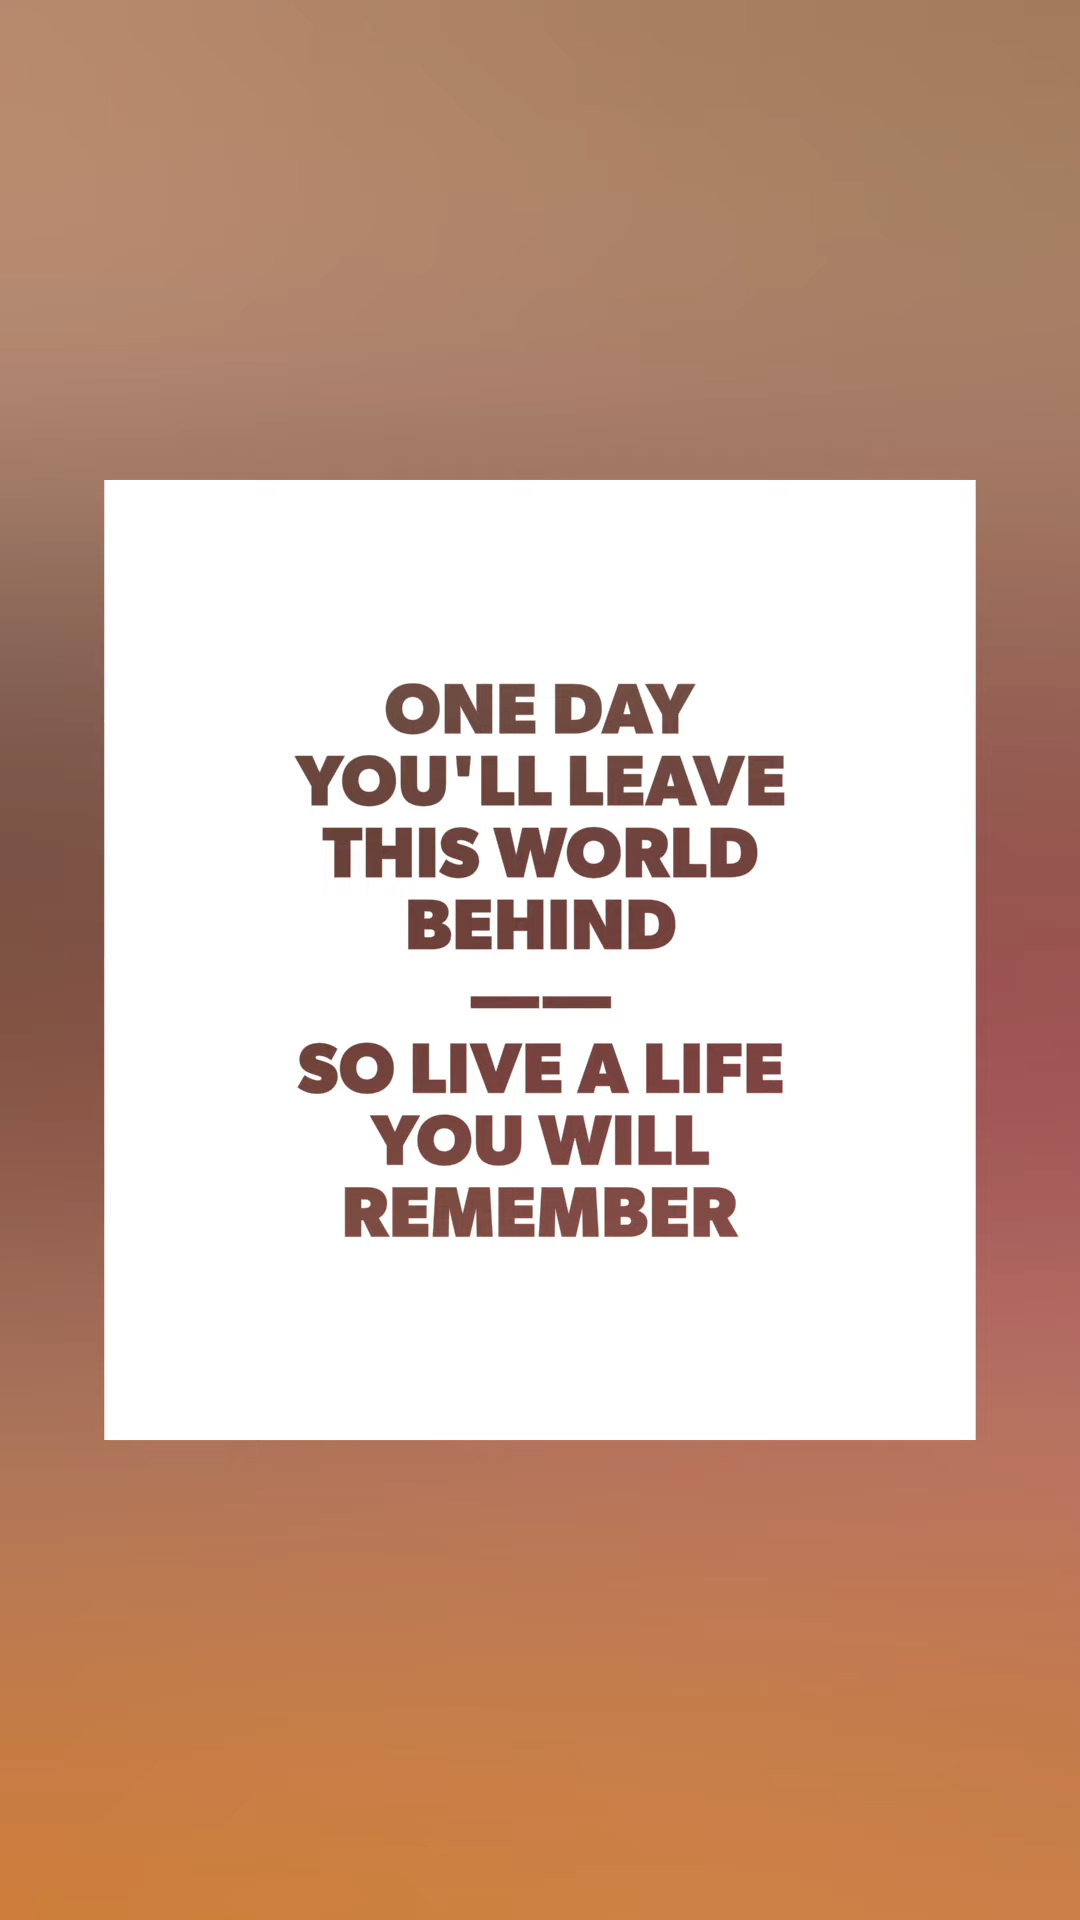 ONE DAY
YOU'LL LEAVE
THIS WORLD
BEHIND
——
SO LIVE A LIFE
YOU WILL
REMEMBER